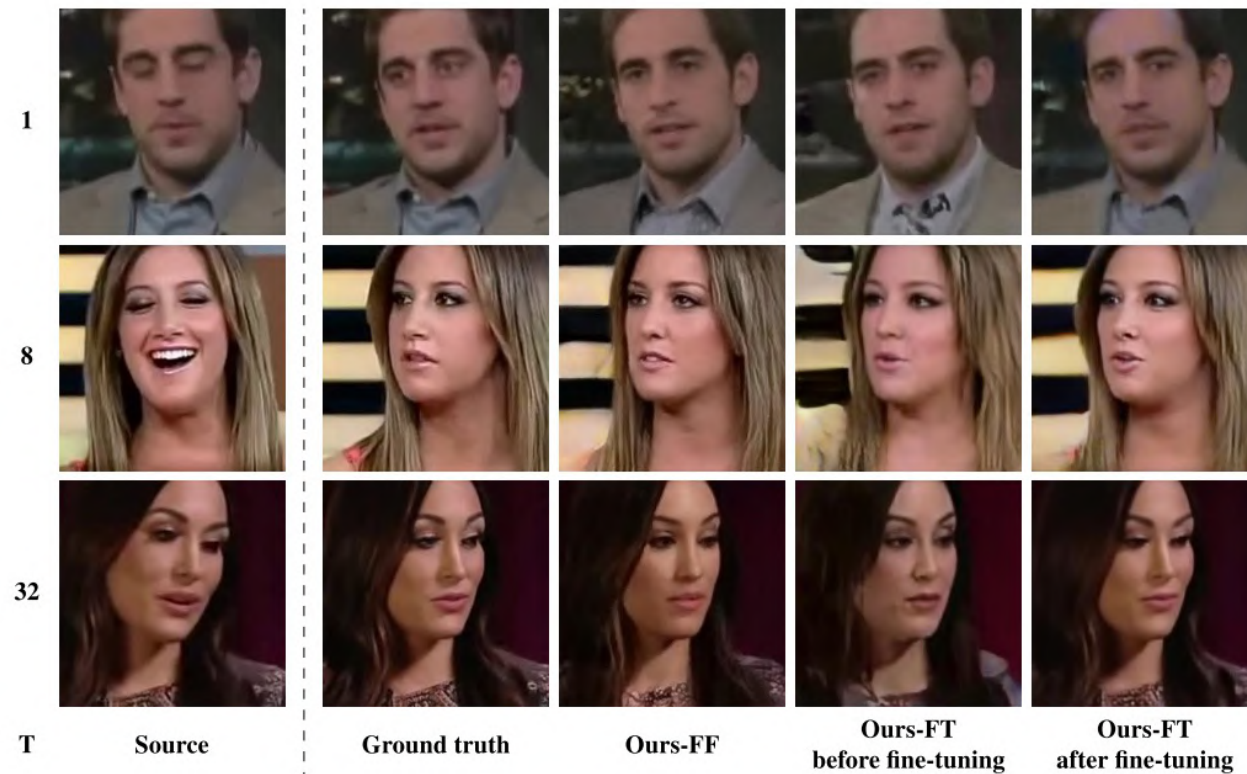 1
8
32
T
Source
Ground truth
Ours-FF
Ours-FT
before fine-tuning
Ours-FT
after fine-tuning